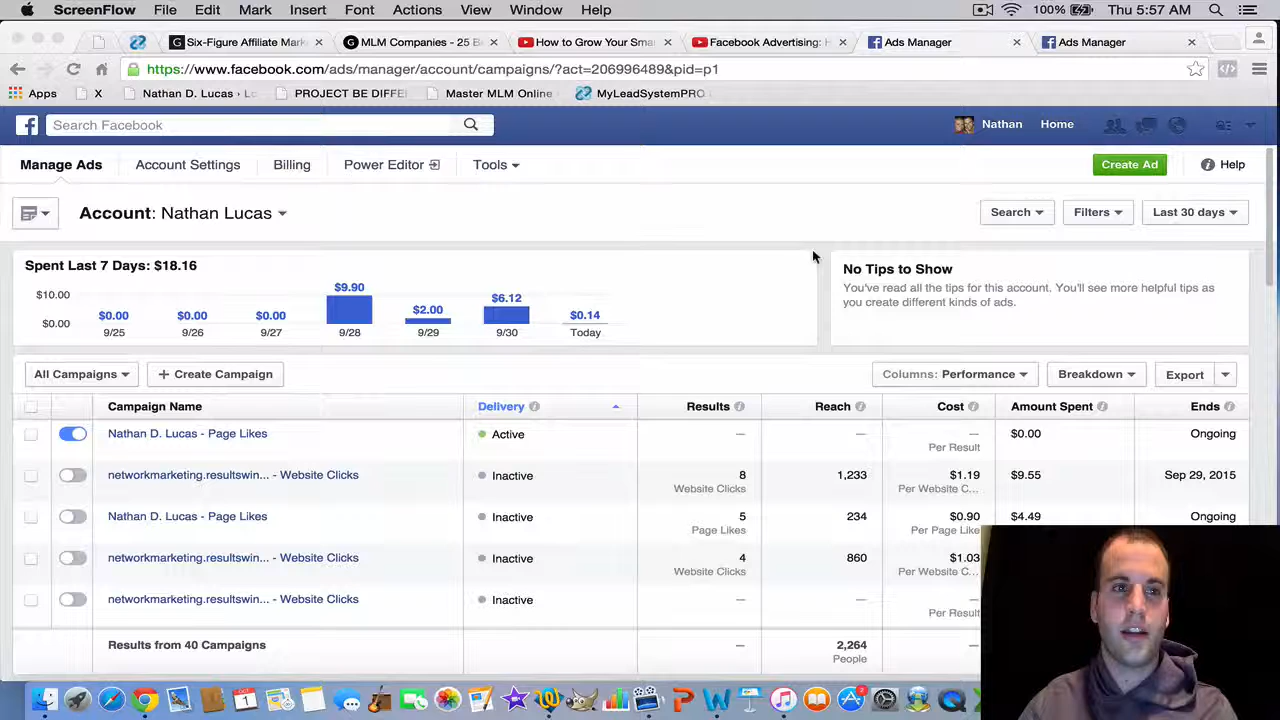 ScreenFlow File Edit Mark Insert Font Actions View Window Help 100% Thu 5:57 AM
Six-Figure Affiliate Mark MLM Companies - 25 B How to Grow Your Sma Facebook Advertising: H Ads Manager Ads Manager
https://www.facebook.com/ads/manager/account/campaigns/?act=206996489&pid=p1
Apps X Nathan D. Lucas › Lo PROJECT BE DIFFE Master MLM Online MyLeadSystemPRO
Search Facebook Nathan Home
Manage Ads Account Settings Billing Power Editor Tools Create Ad Help
Account: Nathan Lucas Search Filters Last 30 days
Spent Last 7 Days: $18.16
$10.00
$0.00
$0.00 $0.00 $0.00 $9.90 $2.00 $6.12 $0.14
9/25 9/26 9/27 9/28 9/29 9/30 Today
No Tips to Show
You've read all the tips for this account. You'll see more helpful tips as
you create different kinds of ads.
All Campaigns + Create Campaign Columns: Performance Breakdown Export
Campaign Name Delivery Results Reach Cost Amount Spent Ends
Nathan D. Lucas - Page Likes Active — — — $0.00 Ongoing
Per Result
networkmarketing.resultswin... - Website Clicks Inactive 8 1,233 $1.19 $9.55 Sep 29, 2015
Website Clicks Per Website C...
Nathan D. Lucas - Page Likes Inactive 5 234 $0.90 $4.49 Ongoing
Page Likes Per Page Like
networkmarketing.resultswin... - Website Clicks Inactive 4 860 $1.03
Website Clicks Per Website C...
networkmarketing.resultswin... - Website Clicks Inactive — — —
Per Result
Results from 40 Campaigns — 2,264 —
People